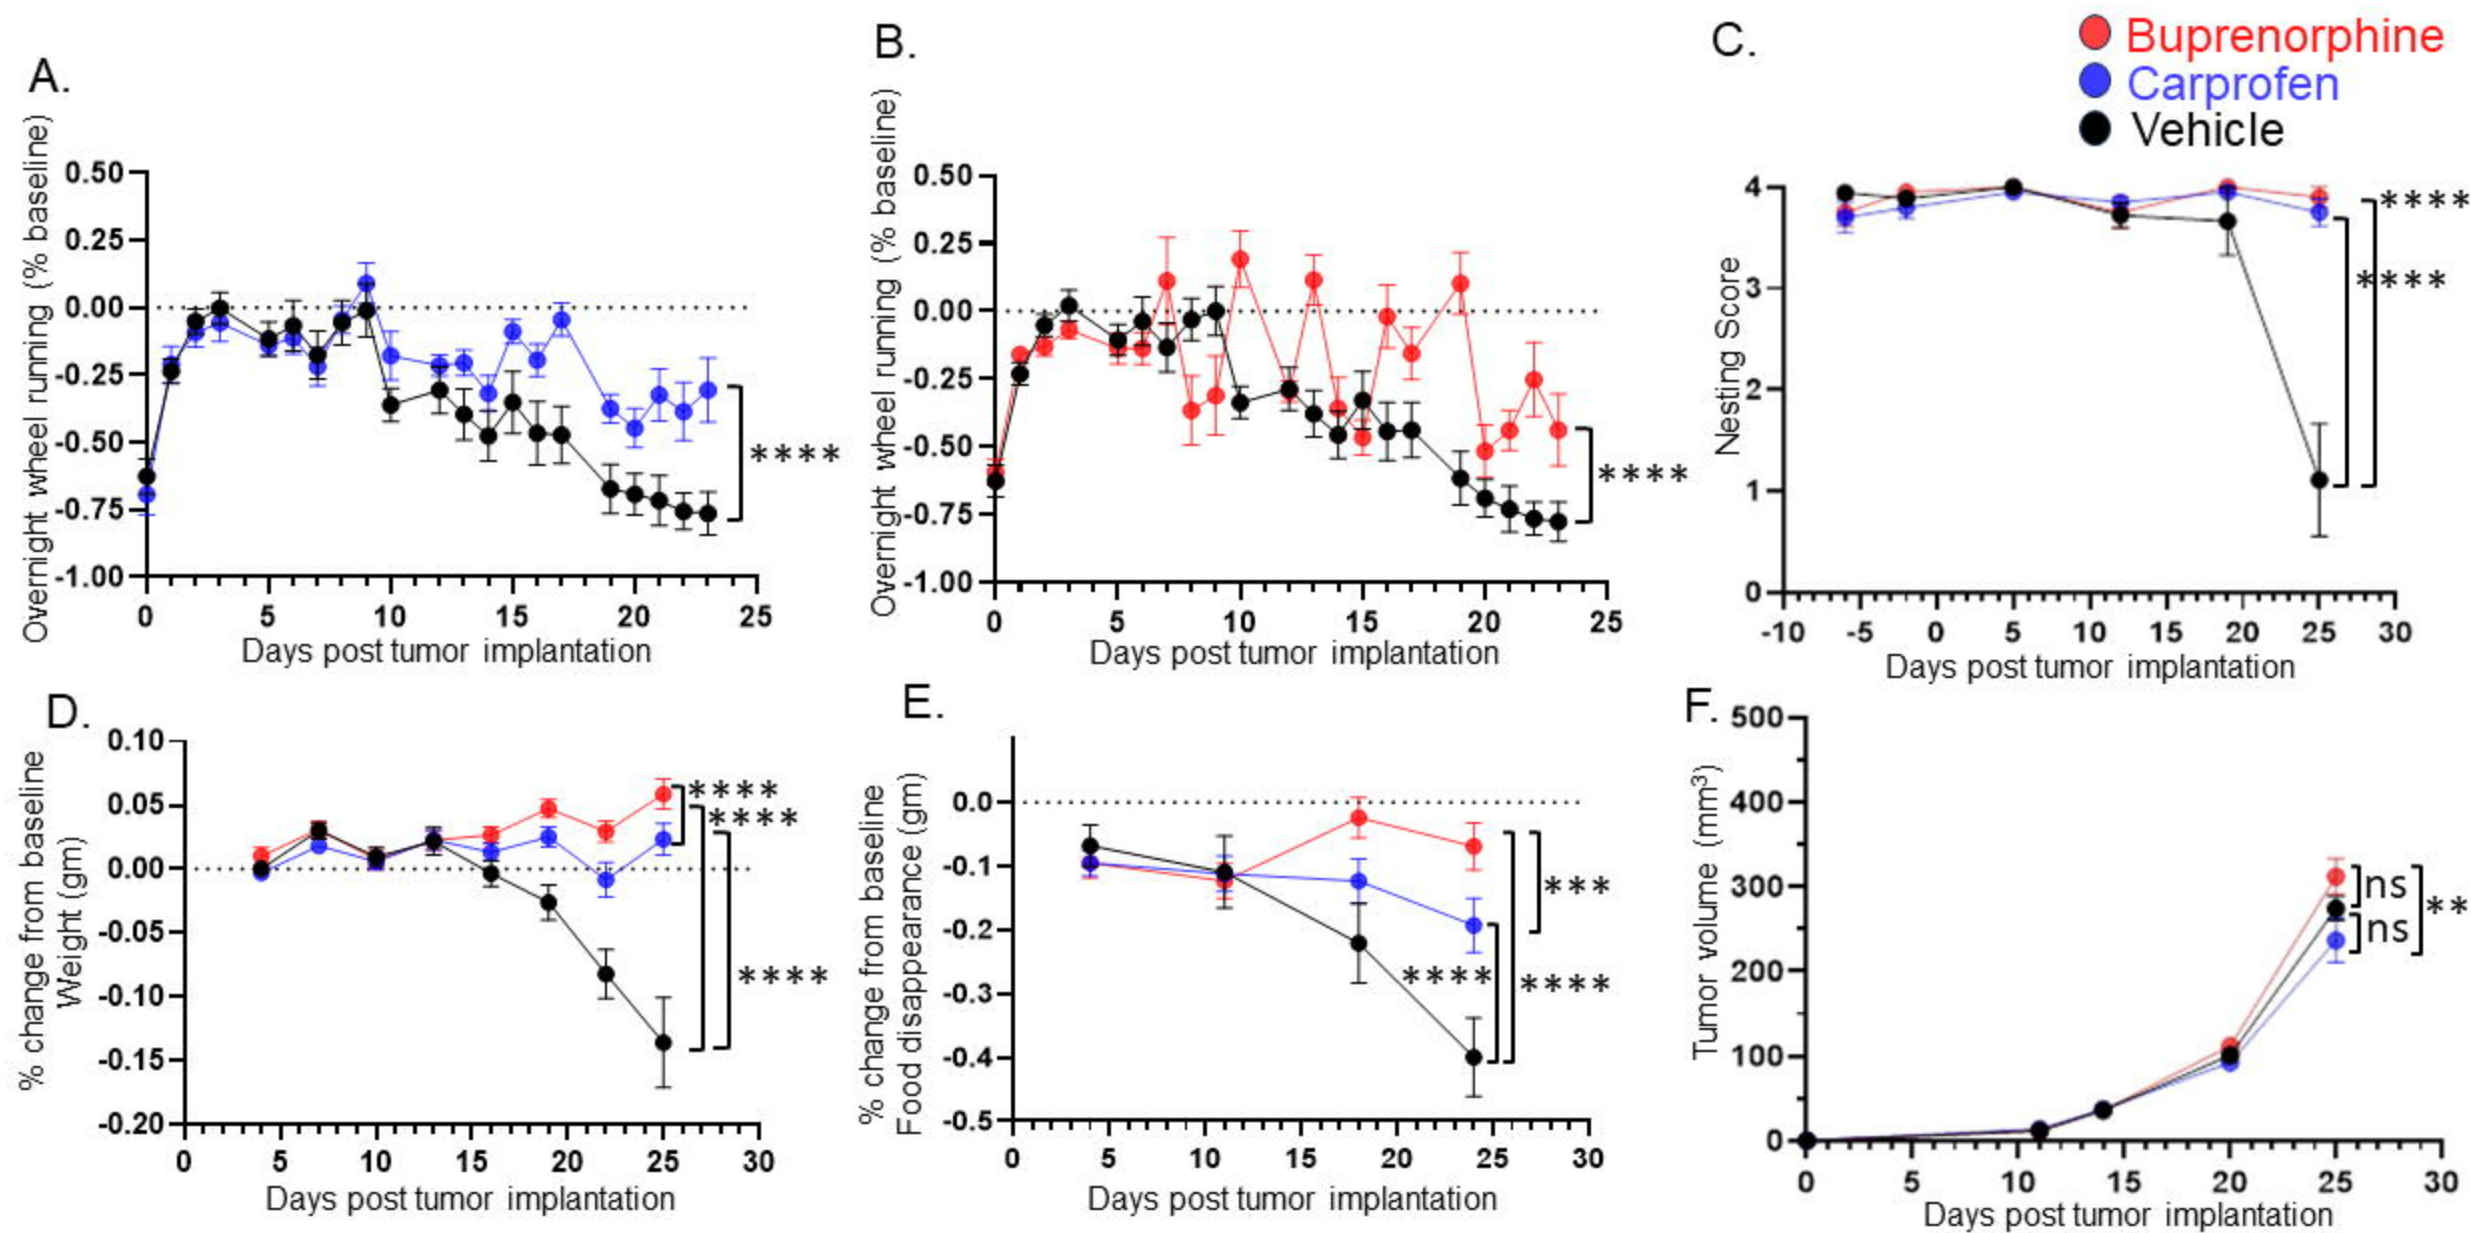 A.
Overnight wheel running (% baseline)
0.50
0.25
0.00
-0.25
-0.50
-0.75
-1.00
0 5 10 15 20 25
Days post tumor implantation
****
B.
Overnight wheel running (% baseline)
0.50
0.25
0.00
-0.25
-0.50
-0.75
-1.00
0 5 10 15 20 25
Days post tumor implantation
****
C.
Buprenorphine
Carprofen
Vehicle
Nesting Score
4
3
2
1
0
-10 -5 0 5 10 15 20 25 30
Days post tumor implantation
****
****
D.
% change from baseline
Weight (gm)
0.10
0.05
0.00
-0.05
-0.10
-0.15
-0.20
0 5 10 15 20 25 30
Days post tumor implantation
****
****
****
E.
% change from baseline
Food disappearance (gm)
0.0
-0.1
-0.2
-0.3
-0.4
-0.5
0 5 10 15 20 25 30
Days post tumor implantation
***
****
****
F.
Tumor volume (mm³)
500
400
300
200
100
0
0 5 10 15 20 25 30
Days post tumor implantation
ns
**
ns